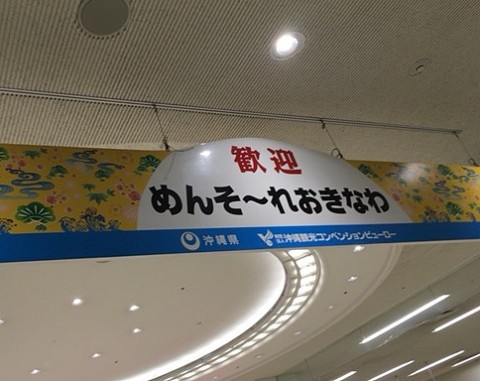 歓迎
めんそ〜れおきなわ
沖縄県 沖縄観光コンベンションビューロー